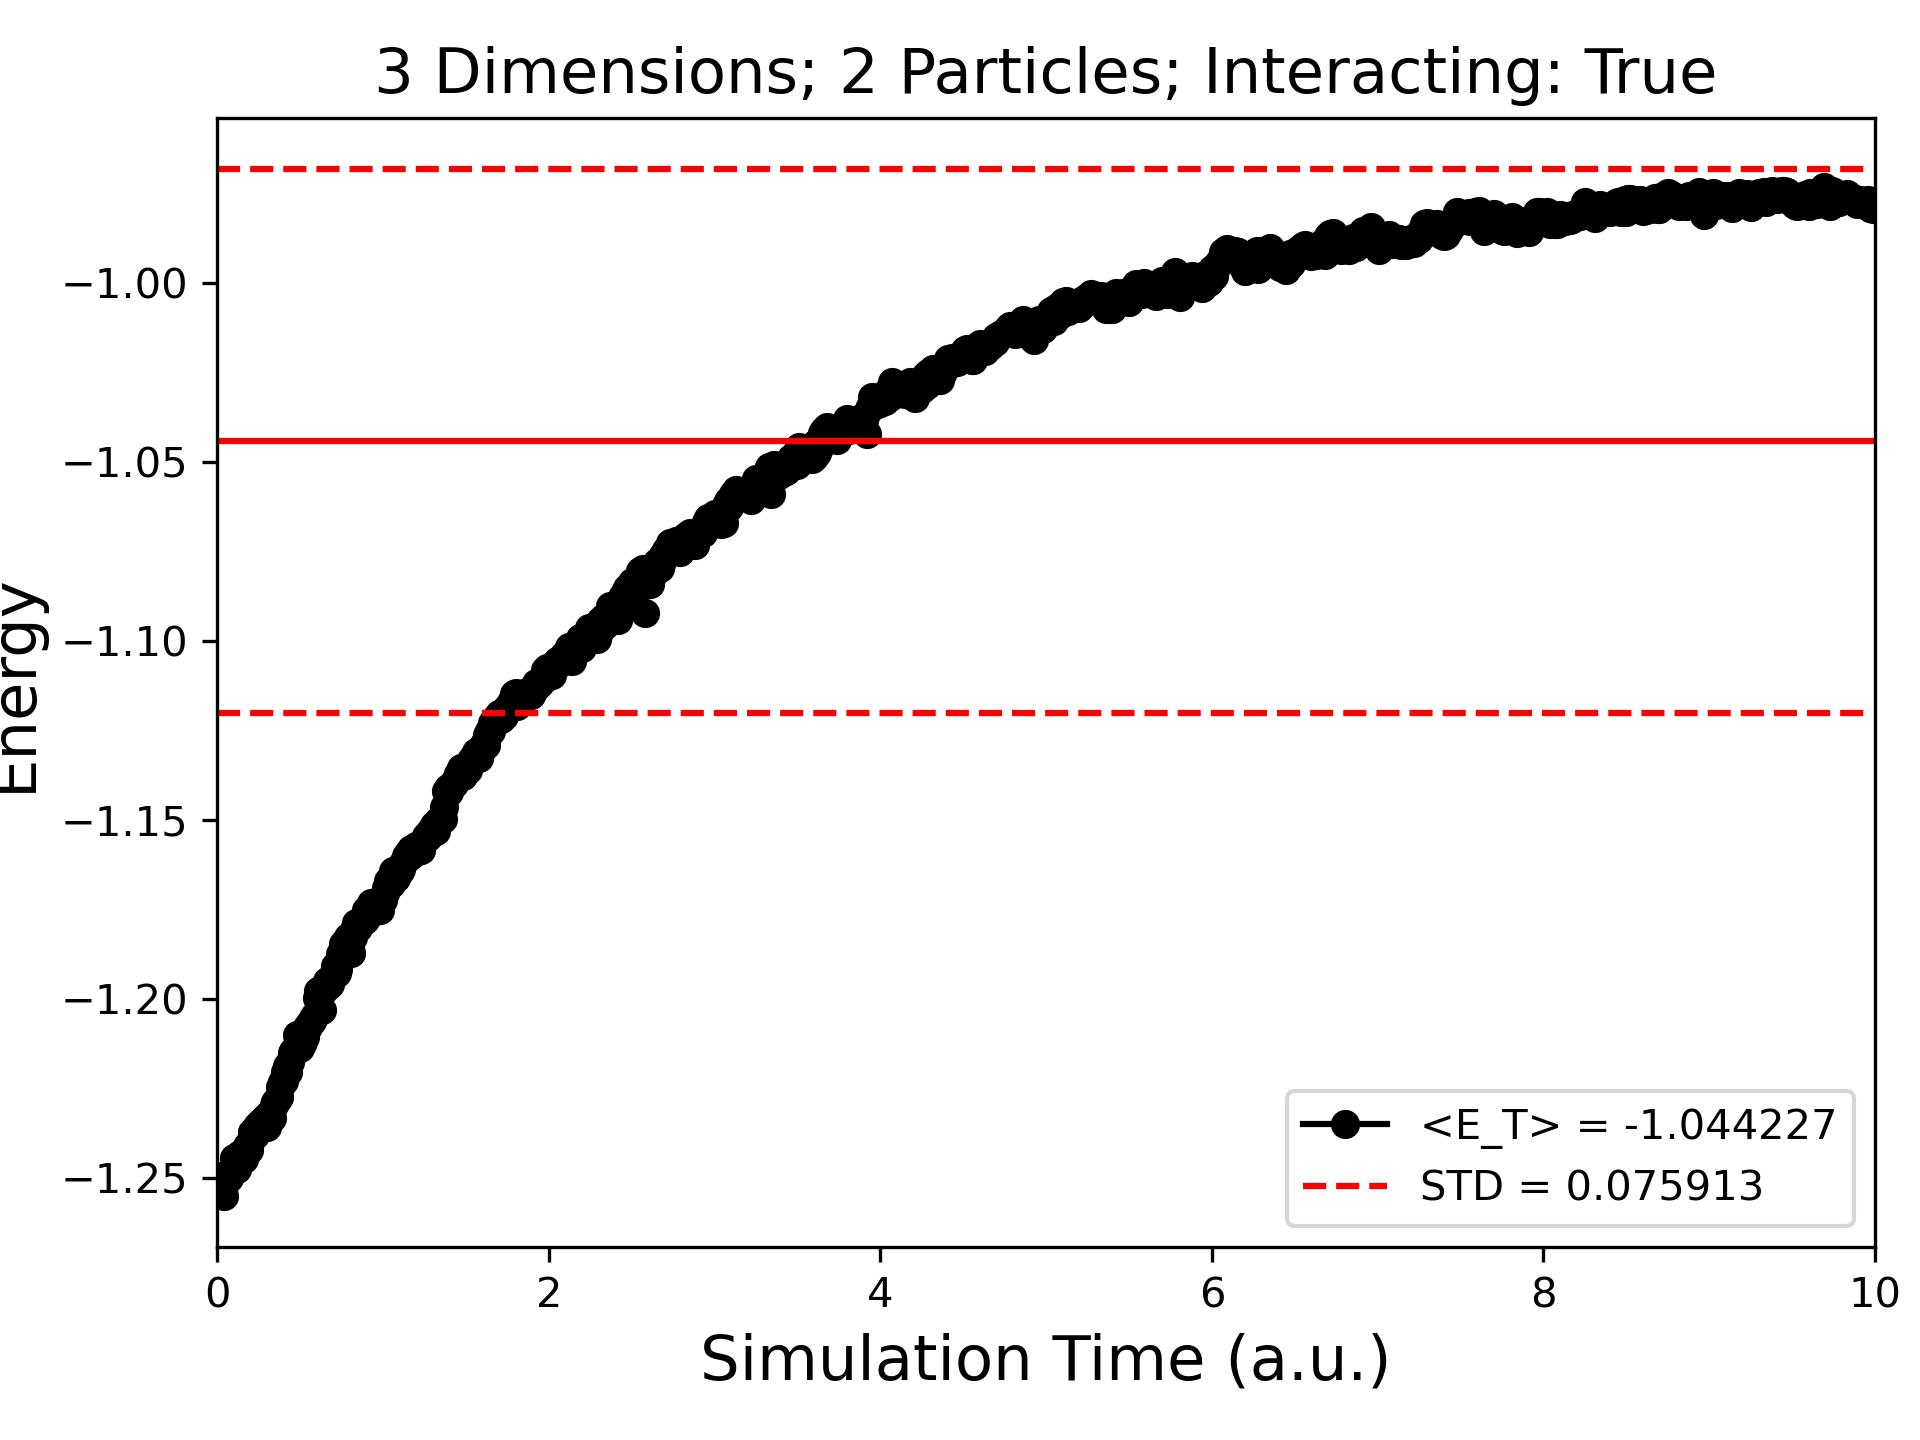 3 Dimensions; 2 Particles; Interacting: True
Energy
−1.00
−1.05
−1.10
−1.15
−1.20
−1.25
<E_T> = -1.044227
STD = 0.075913
0 2 4 6 8 10
Simulation Time (a.u.)